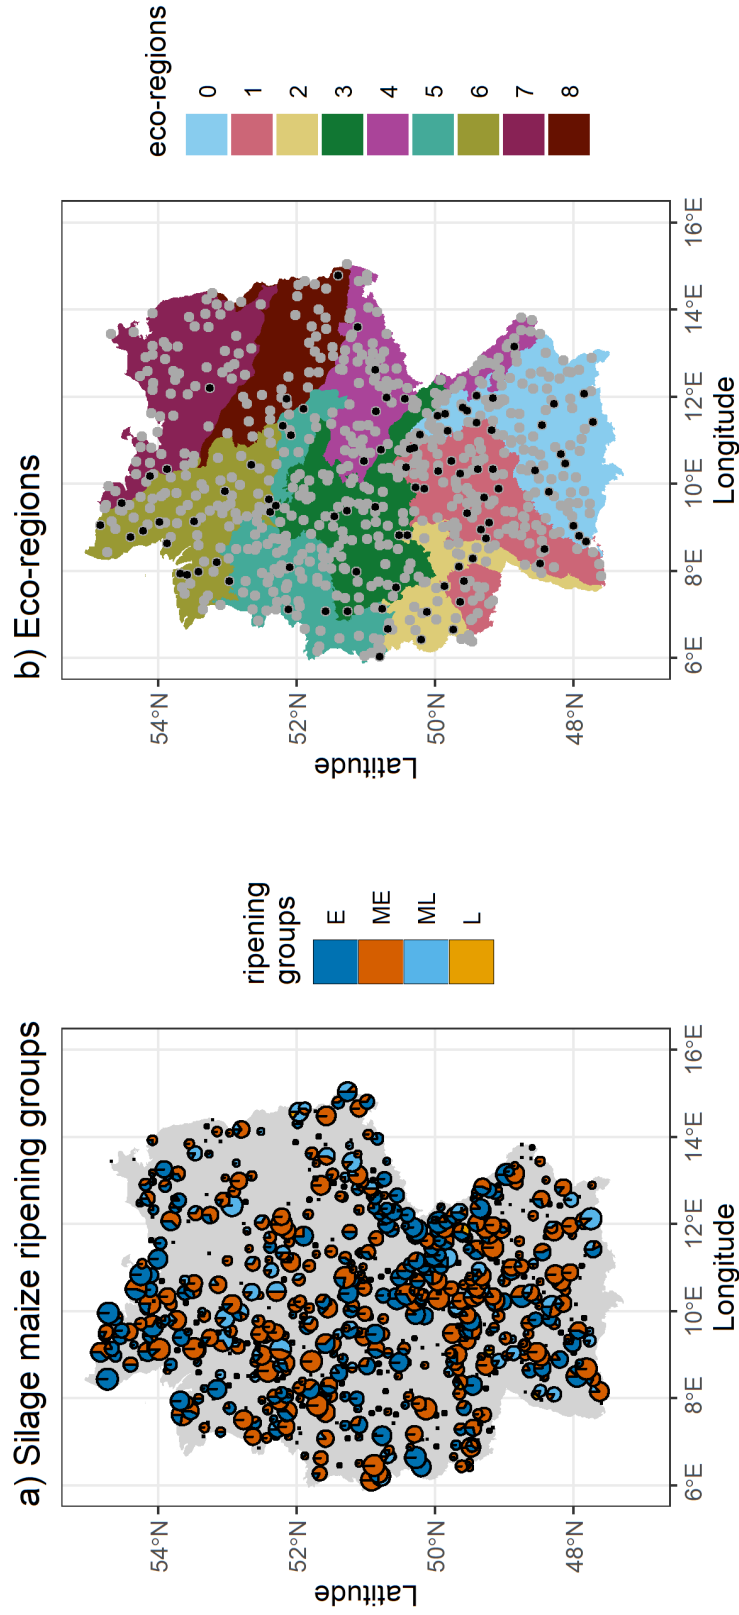 a) Silage maize ripening groups
54°N
52°N
50°N
48°N
Latitude
6°E
8°E
10°E
12°E
14°E
16°E
Longitude
ripening
groups
E
ME
ML
L
b) Eco-regions
54°N
52°N
50°N
48°N
Latitude
6°E
8°E
10°E
12°E
14°E
16°E
Longitude
eco-regions
0
1
2
3
4
5
6
7
8